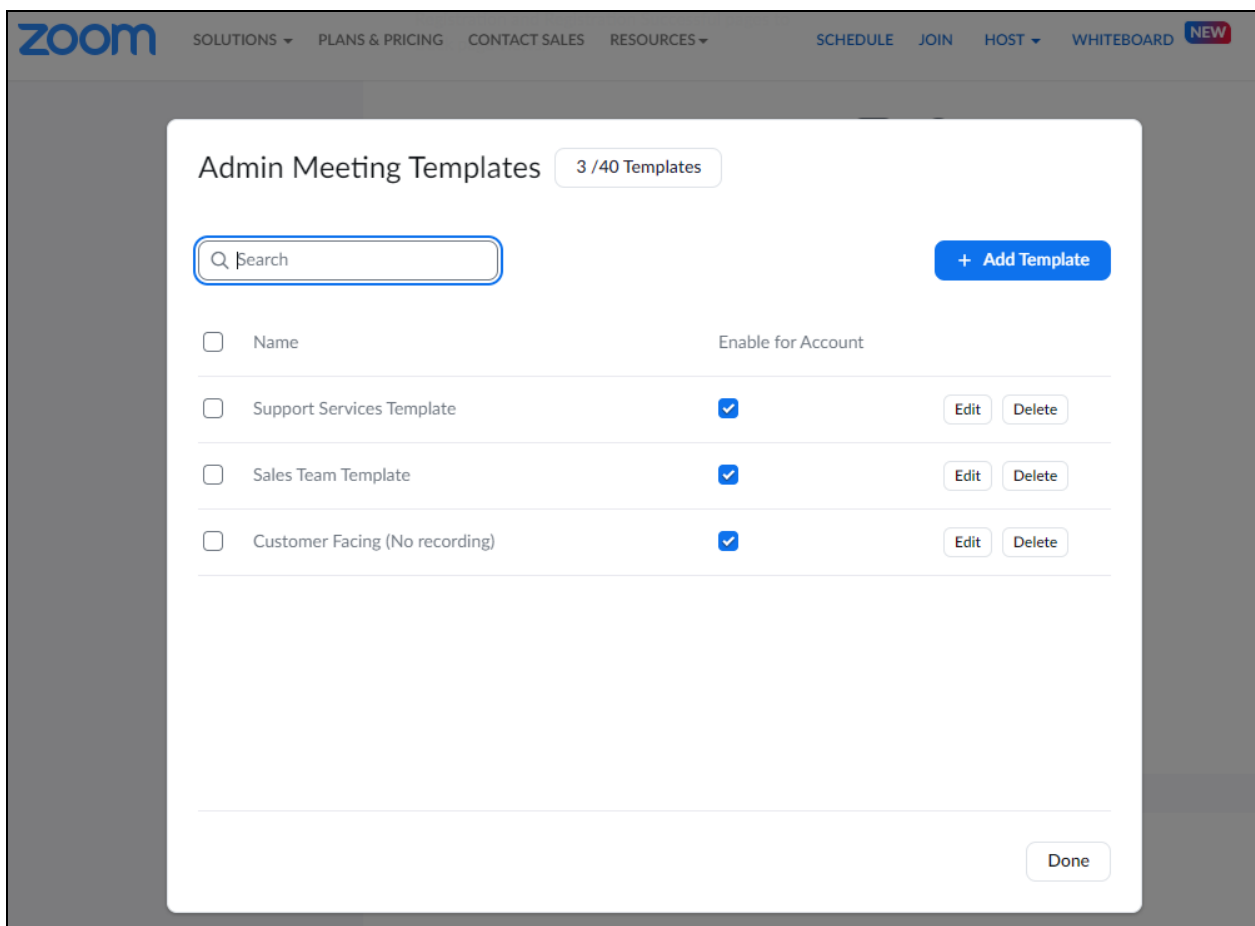 zoom SOLUTIONS PLANS & PRICING CONTACT SALES RESOURCES SCHEDULE JOIN HOST WHITEBOARD NEW
Admin Meeting Templates 3 /40 Templates
Search + Add Template
Name Enable for Account
Support Services Template Edit Delete
Sales Team Template Edit Delete
Customer Facing (No recording) Edit Delete
Done